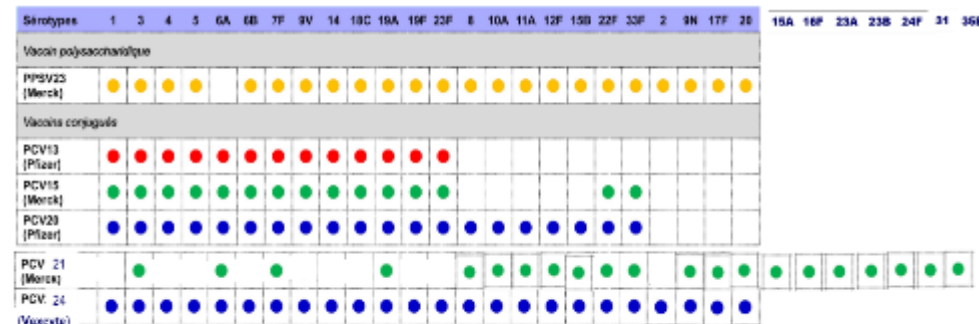 Sérotypes 1 3 4 5 6A 6B 7F 9V 14 18C 19A 19F 23F 8 10A 11A 12F 15B 22F 33F 2 9N 17F 20 15A 16F 23A 23B 24F 31 35B
Vaccin polysaccharidique
PPSV23
(Merck)
Vaccins conjugués
PCV13
(Pfizer)
PCV15
(Merck)
PCV20
(Pfizer)
PCV 21
(Merck)
PCV. 24
(Vaxcyte)